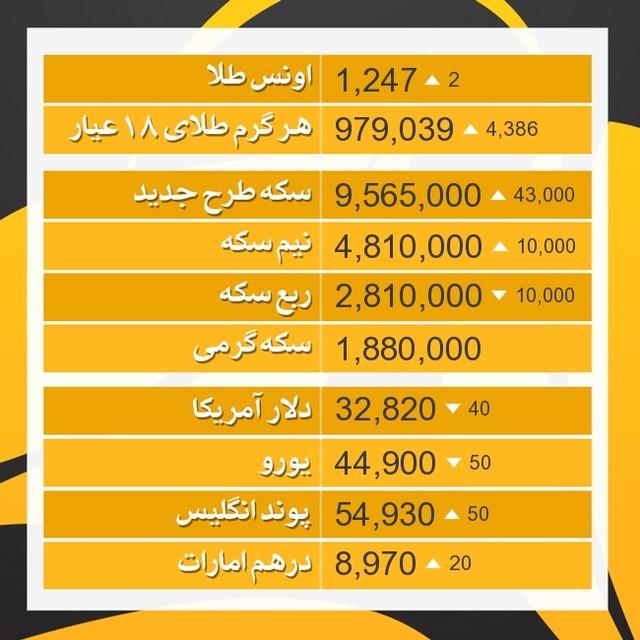 اونس طلا 1,247 ▲ 2
هر گرم طلای ۱۸ عیار 979,039 ▲ 4,386
سکه طرح جدید 9,565,000 ▲ 43,000
نیم سکه 4,810,000 ▲ 10,000
ربع سکه 2,810,000 ▼ 10,000
سکه گرمی 1,880,000
دلار آمریکا 32,820 ▼ 40
یورو 44,900 ▼ 50
پوند انگلیس 54,930 ▲ 50
درهم امارات 8,970 ▲ 20